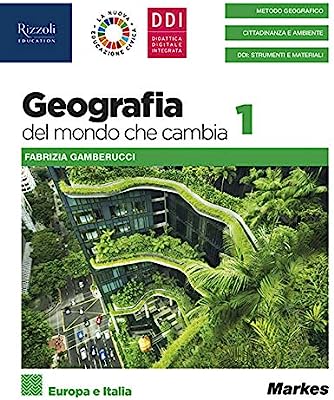 Rizzoli
EDUCATION
LA NUOVA
EDUCAZIONE CIVICA
DDI
DIDATTICA
DIGITALE
INTEGRATA
METODO GEOGRAFICO
CITTADINANZA E AMBIENTE
DDI: STRUMENTI E MATERIALI
Geografia
del mondo che cambia 1
FABRIZIA GAMBERUCCI
Europa e Italia
Markes